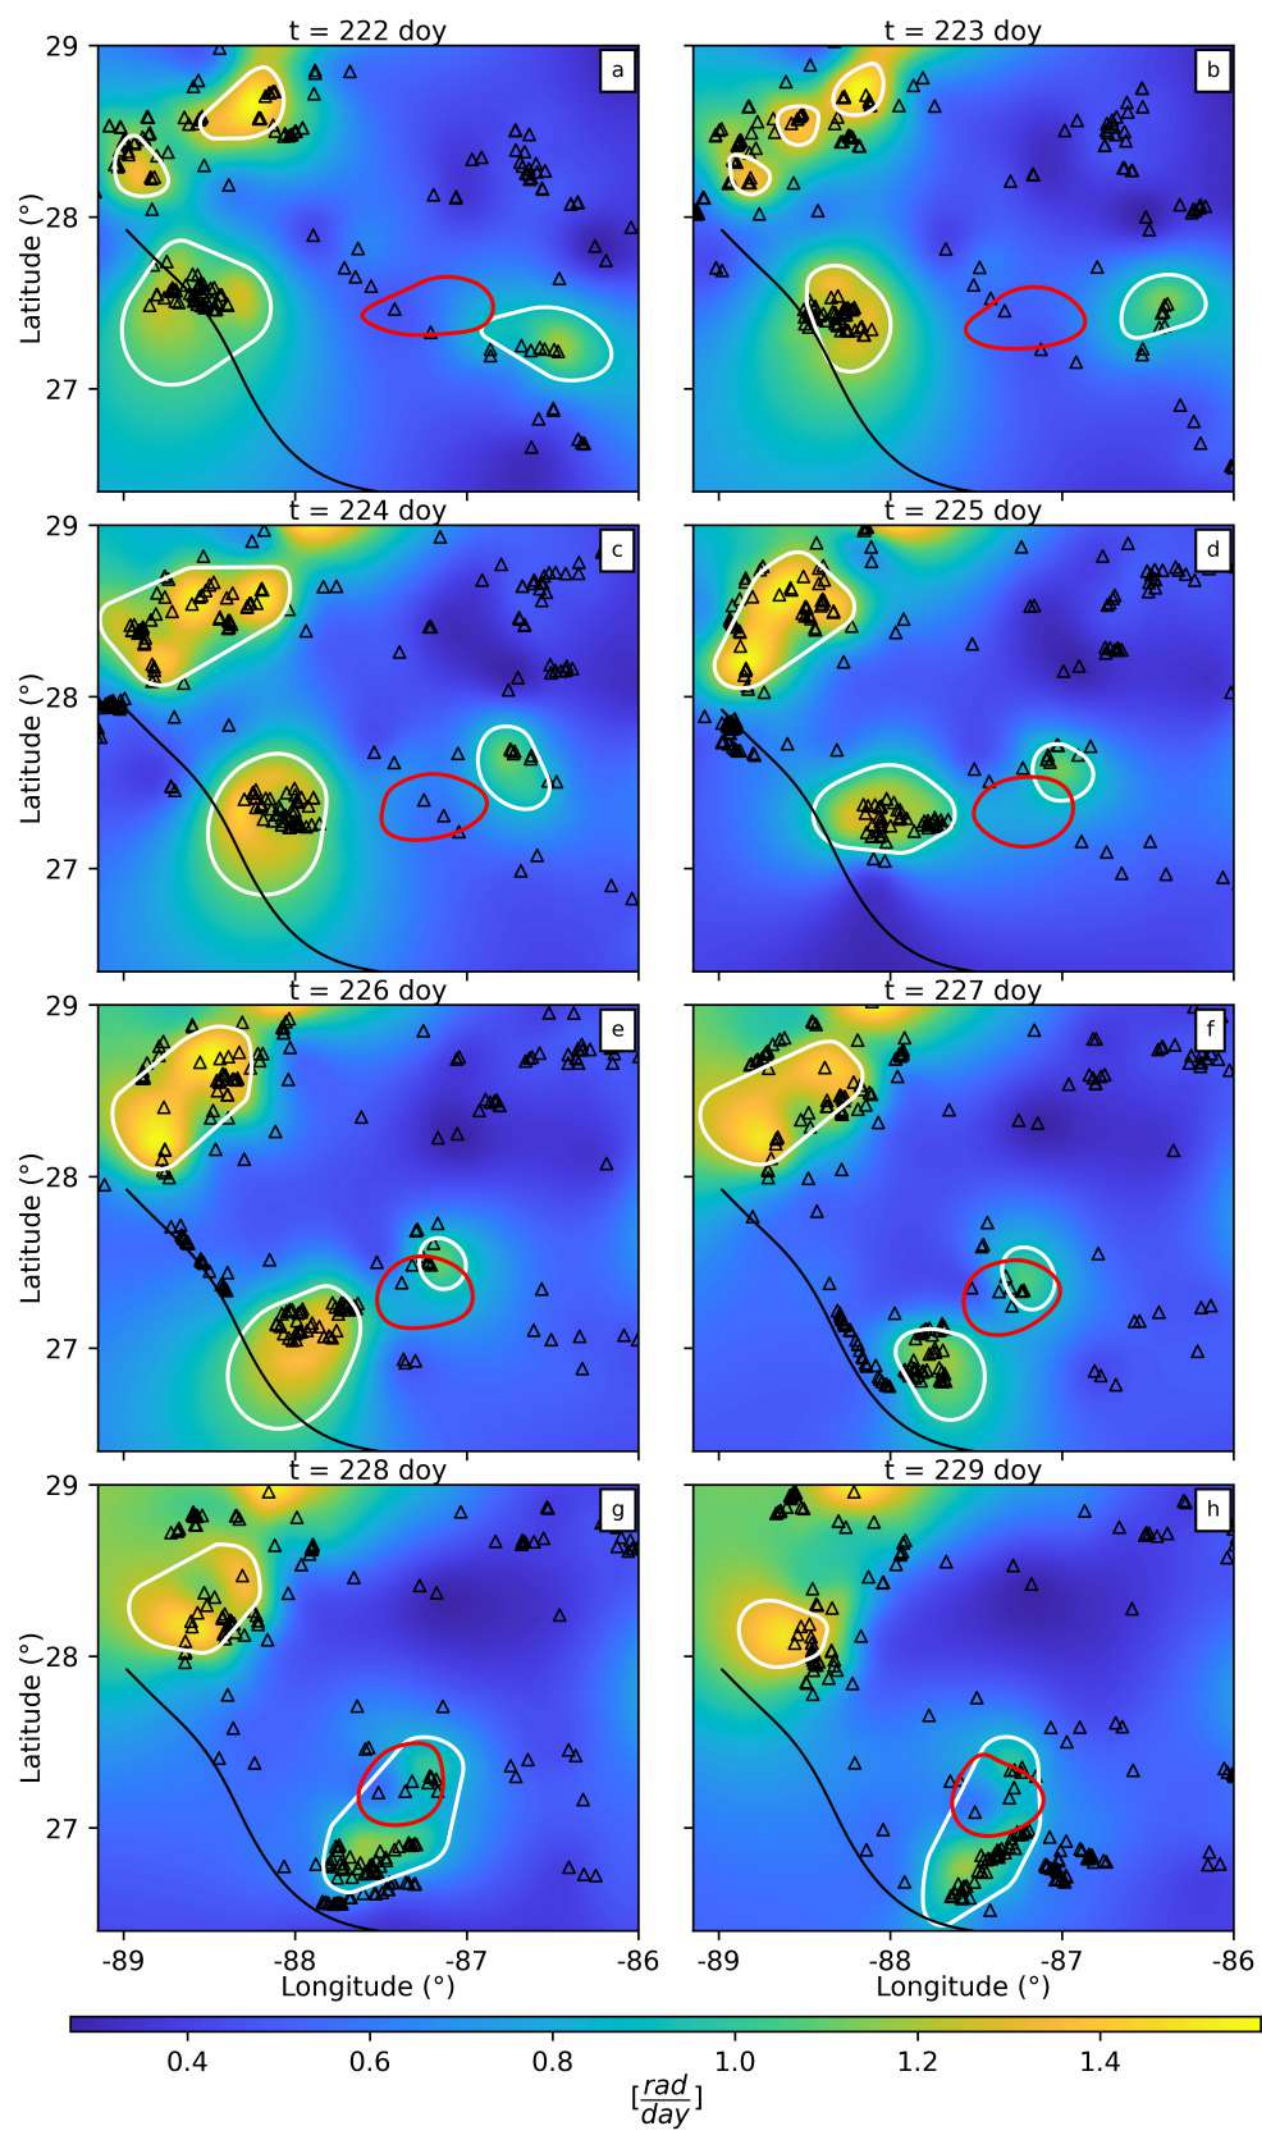 t = 222 doy
t = 223 doy
29
a
b
28
27
Latitude (°)
t = 224 doy
t = 225 doy
29
c
d
28
27
Latitude (°)
t = 226 doy
t = 227 doy
29
e
f
28
27
Latitude (°)
t = 228 doy
t = 229 doy
29
g
h
28
27
Latitude (°)
-89 -88 -87 -86 -89 -88 -87 -86
Longitude (°) Longitude (°)
0.4 0.6 0.8 1.0 1.2 1.4
[rad/day]